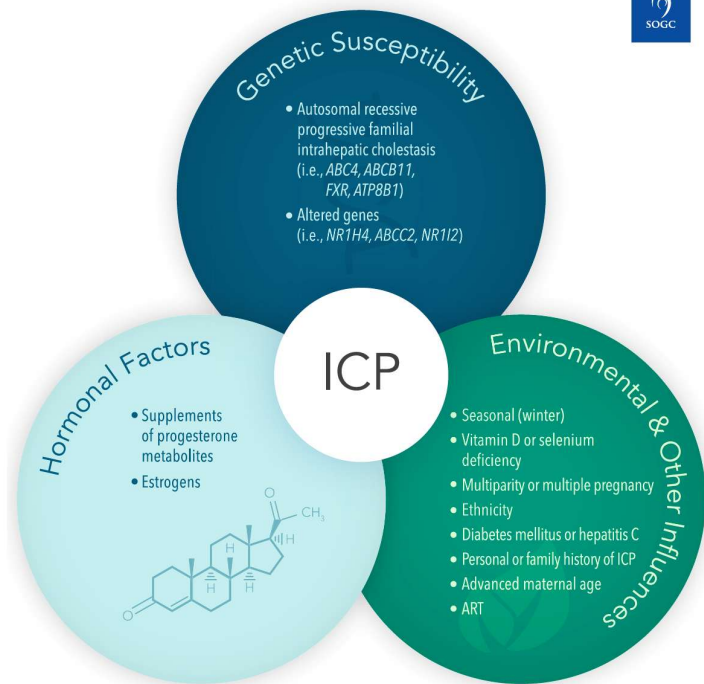 SOGC
Genetic Susceptibility
• Autosomal recessive
progressive familial
intrahepatic cholestasis
(i.e., ABC4, ABCB11,
FXR, ATP8B1)
• Altered genes
(i.e., NR1H4, ABCC2, NR1I2)
ICP
Hormonal Factors
• Supplements
of progesterone
metabolites
• Estrogens
O
CH₃
H
H
H
H
O
Environmental & Other Influences
• Seasonal (winter)
• Vitamin D or selenium
deficiency
• Multiparity or multiple pregnancy
• Ethnicity
• Diabetes mellitus or hepatitis C
• Personal or family history of ICP
• Advanced maternal age
• ART